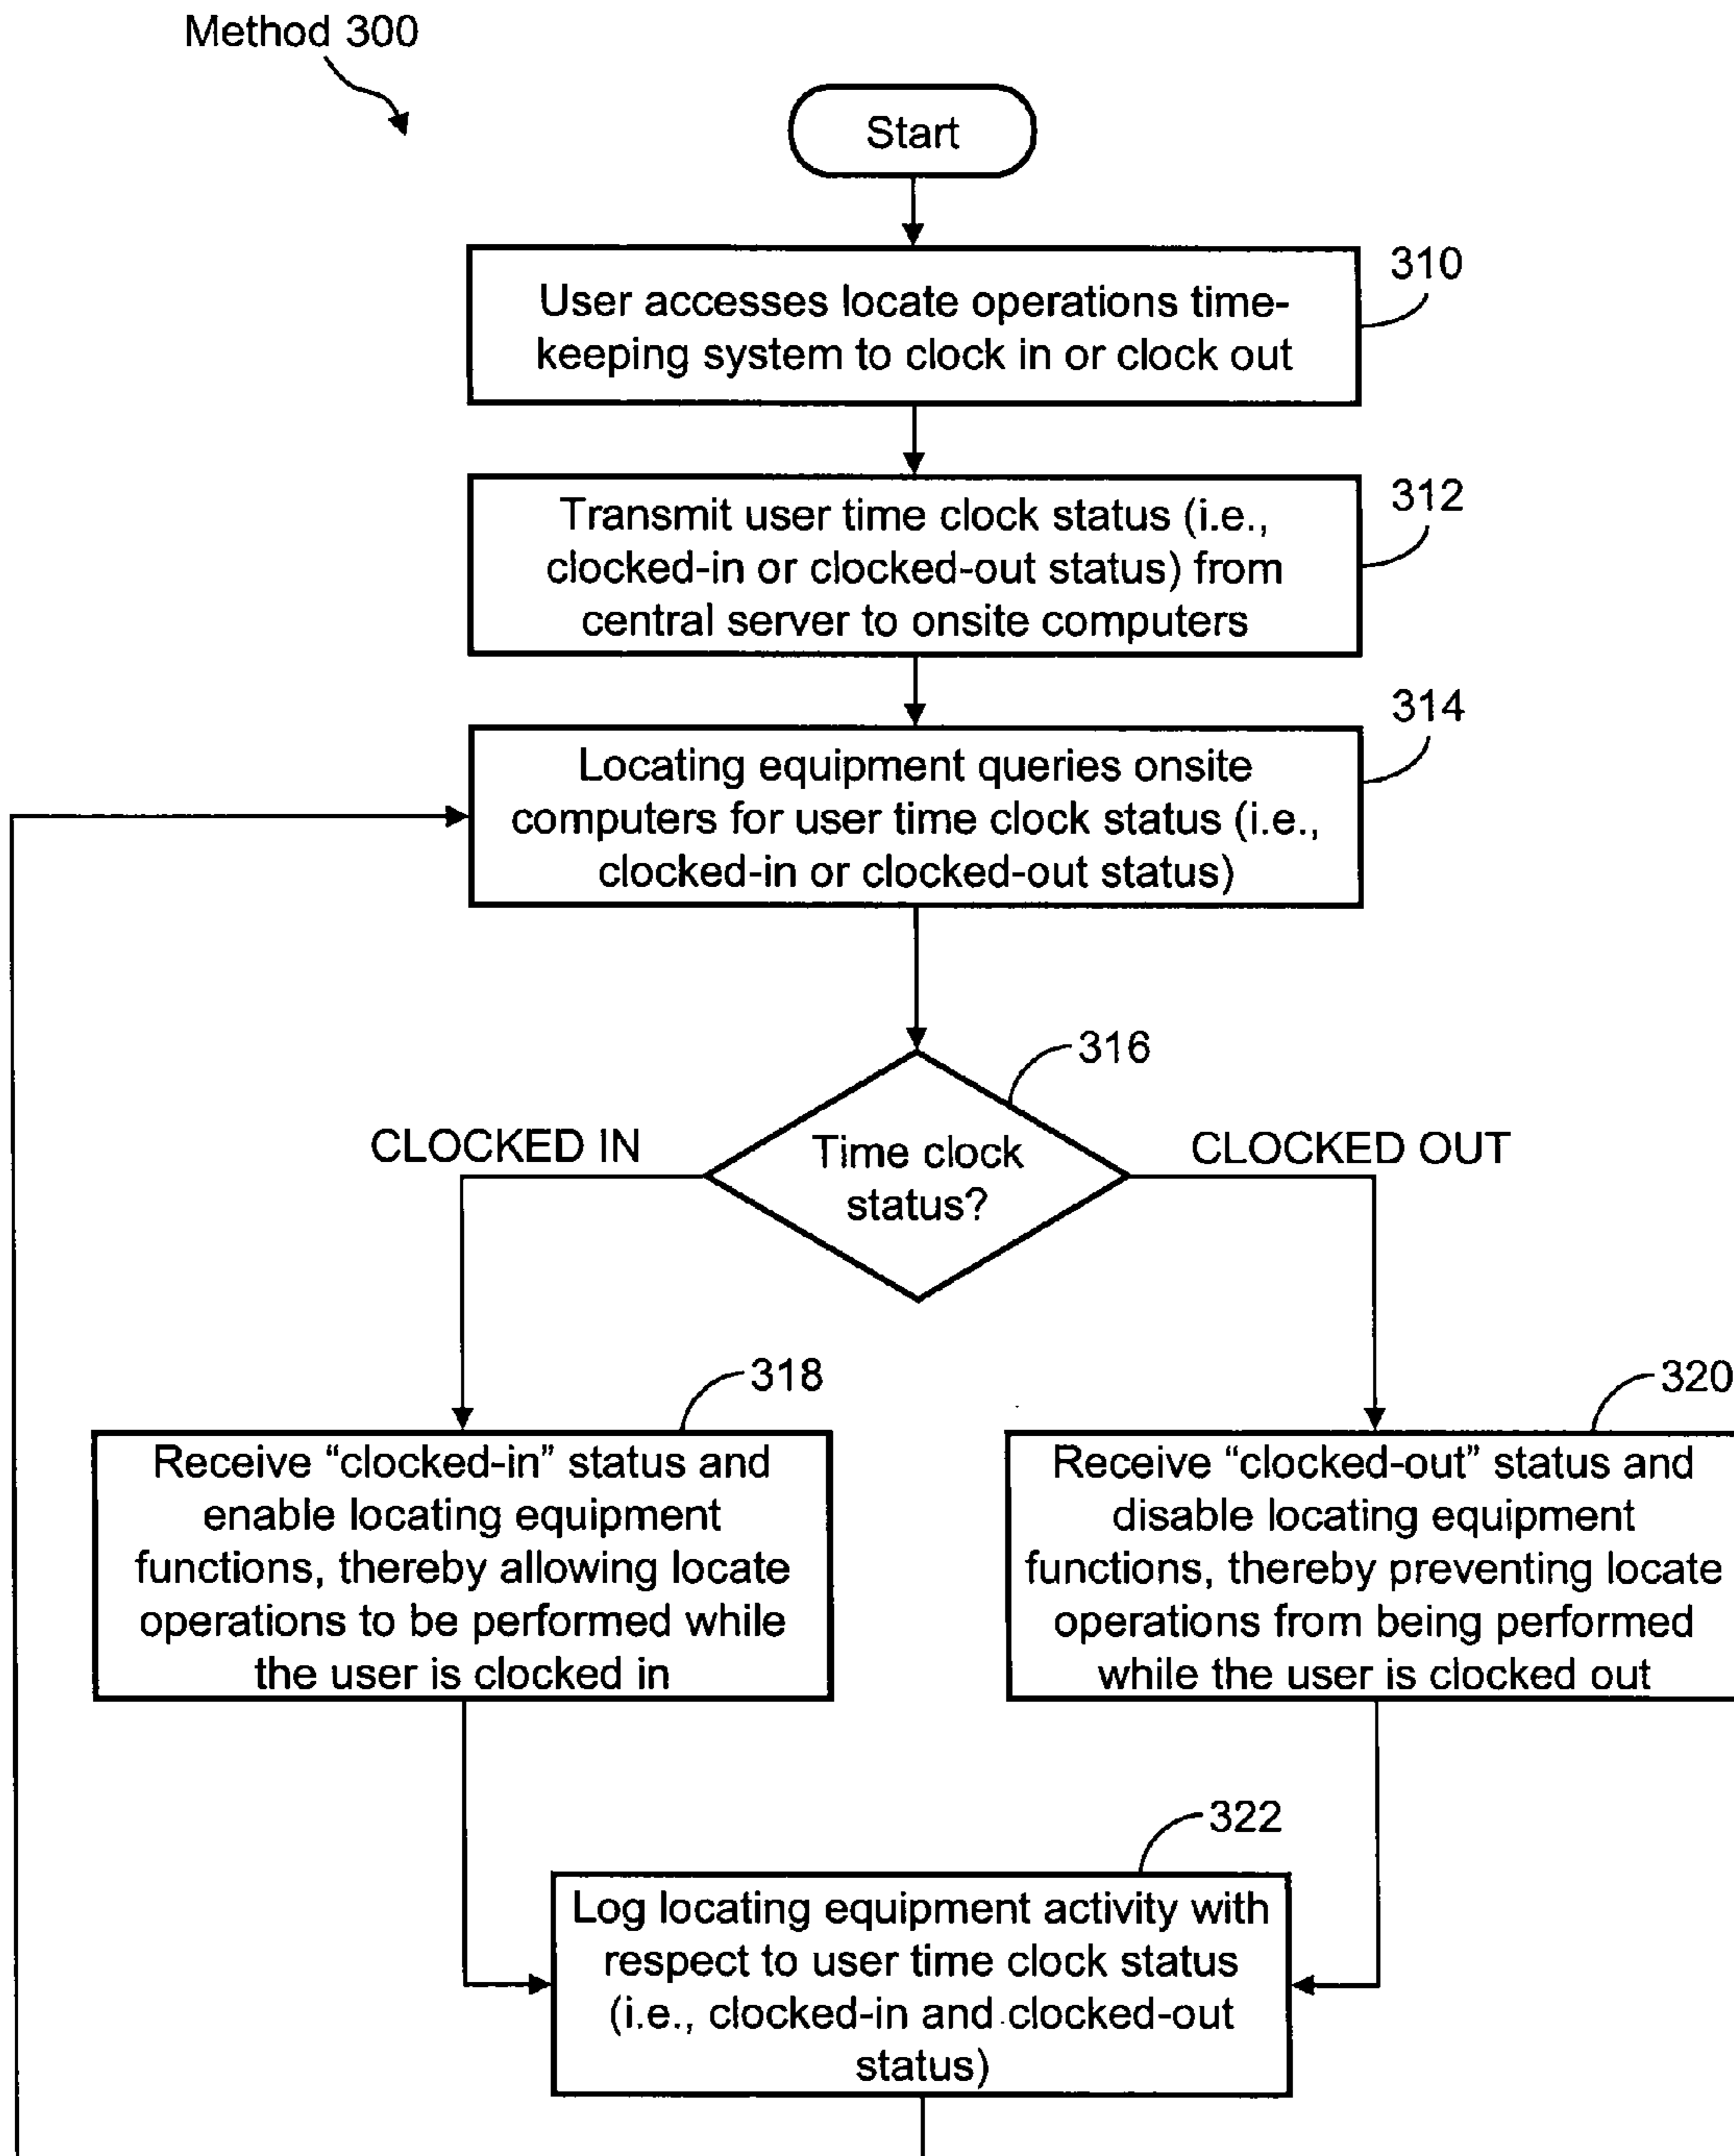 Method 300
Start
310
User accesses locate operations time-
keeping system to clock in or clock out
312
Transmit user time clock status (i.e.,
clocked-in or clocked-out status) from
central server to onsite computers
314
Locating equipment queries onsite
computers for user time clock status (i.e.,
clocked-in or clocked-out status)
316
CLOCKED IN
Time clock
status?
CLOCKED OUT
318
Receive “clocked-in” status and
enable locating equipment
functions, thereby allowing locate
operations to be performed while
the user is clocked in
320
Receive “clocked-out” status and
disable locating equipment
functions, thereby preventing locate
operations from being performed
while the user is clocked out
322
Log locating equipment activity with
respect to user time clock status
(i.e., clocked-in and clocked-out
status)